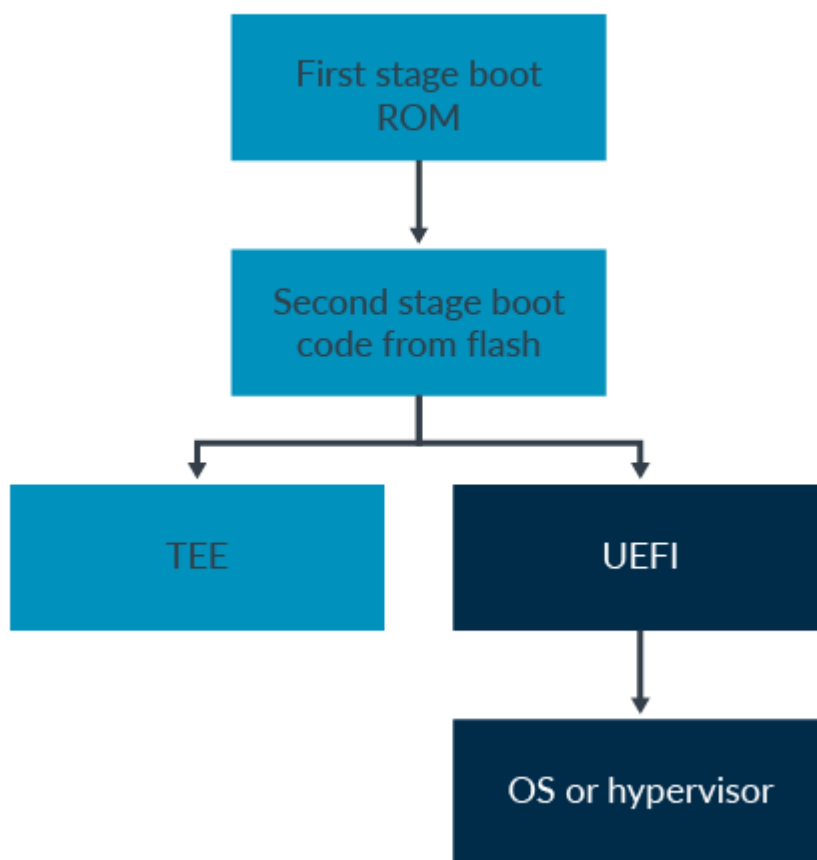 First stage boot
ROM
Second stage boot
code from flash
TEE
UEFI
OS or hypervisor